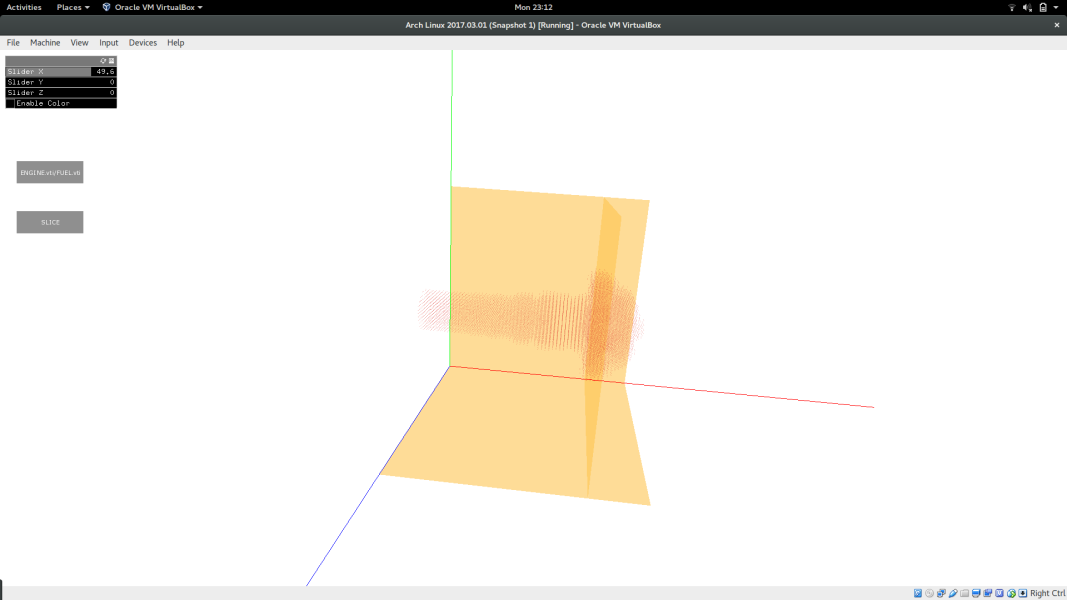 Activities Places Oracle VM VirtualBox Mon 23:12
Arch Linux 2017.03.01 (Snapshot 1) [Running] - Oracle VM VirtualBox
File Machine View Input Devices Help
Slider X 49.6
Slider Y 0
Slider Z 0
Enable Color
ENGINE.vti/FUEL.vti
SLICE
Right Ctrl